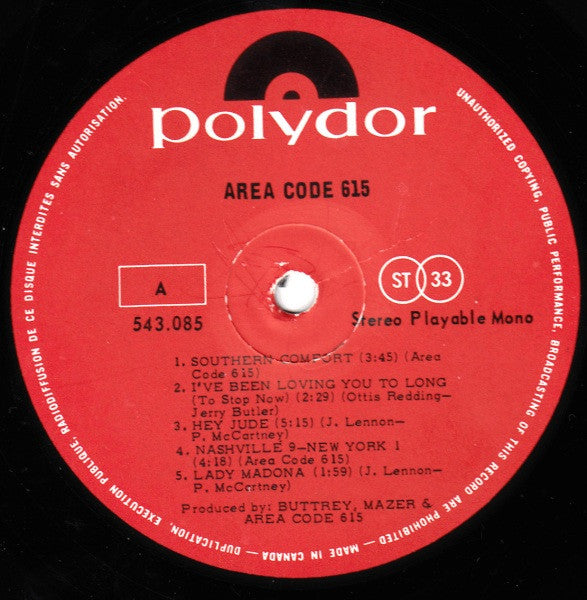 polydor
AREA CODE 615
A
543.085
ST 33
Stereo Playable Mono
1. SOUTHERN COMFORT (3:45) (Area
Code 615)
2. I'VE BEEN LOVING YOU TO LONG
(To Stop Now) (2:29) (Ottis Redding—
Jerry Butler)
3. HEY JUDE (5:15) (J. Lennon—
P. McCartney)
4. NASHVILLE 9—NEW YORK 1
(4:18) (Area Code 615)
5. LADY MADONA (1:59) (J. Lennon—
P. McCartney)
Produced by: BUTTREY, MAZER &
AREA CODE 615
UNAUTHORIZED COPYING, PUBLIC PERFORMANCE, BROADCASTING OF THIS RECORD ARE PROHIBITED — MADE IN CANADA — DUPLICATION, EXECUTION PUBLIQUE, RADIODIFFUSION DE CE DISQUE INTERDITES SANS AUTORISATION.